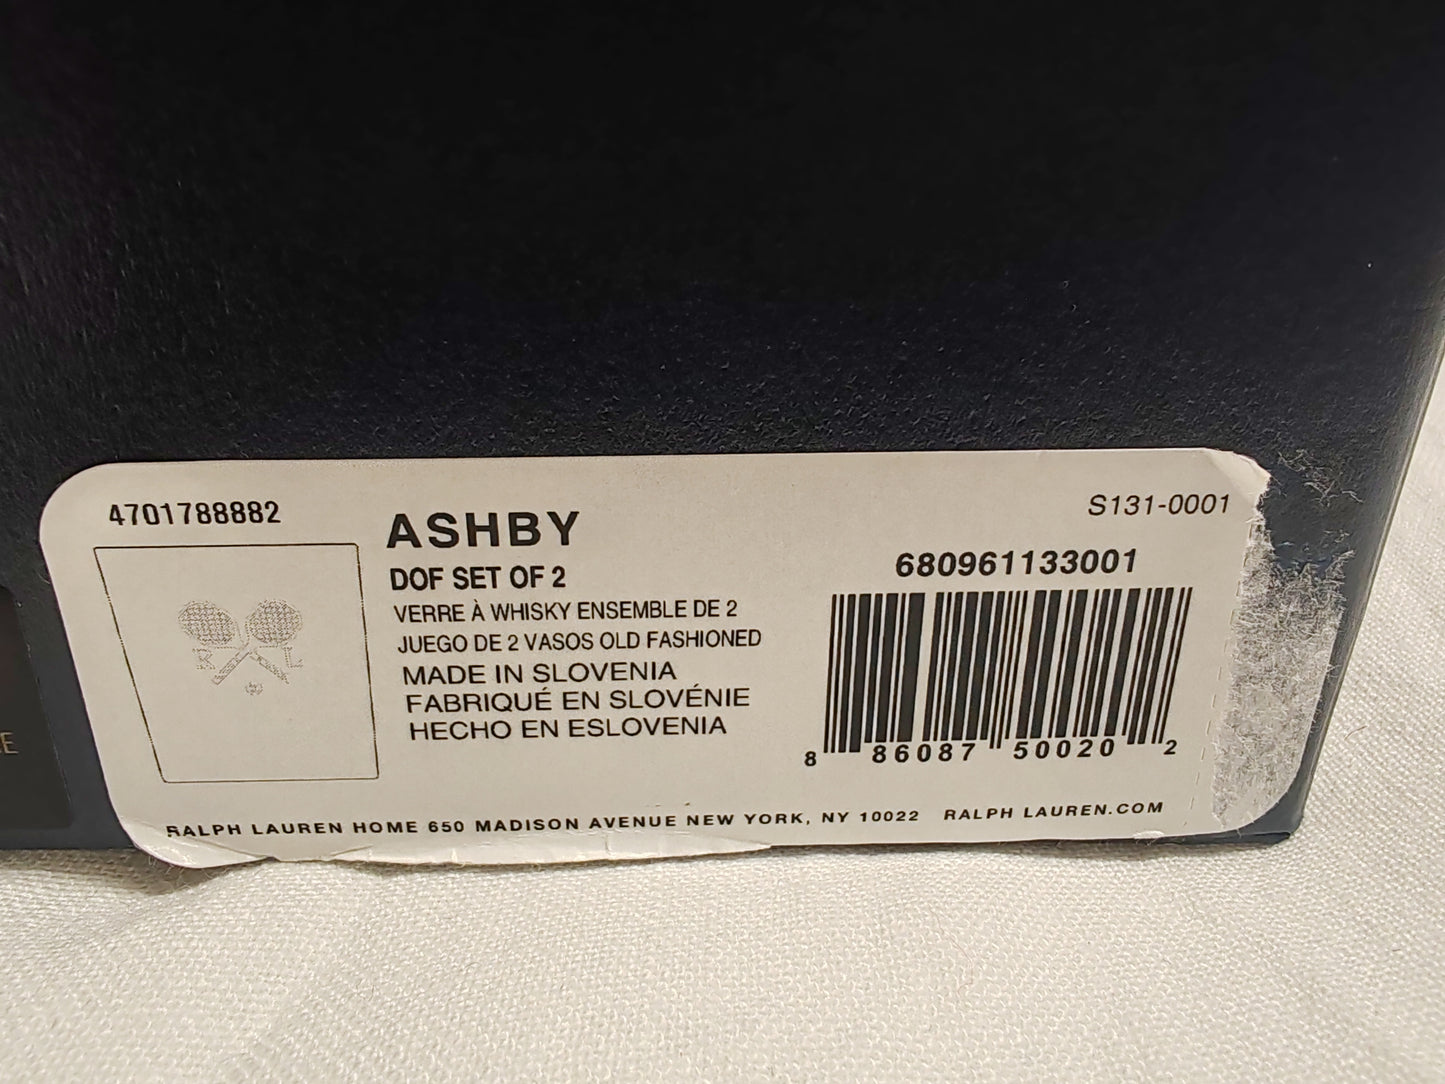 4701788882
R L
ASHBY
DOF SET OF 2
VERRE À WHISKY ENSEMBLE DE 2
JUEGO DE 2 VASOS OLD FASHIONED
MADE IN SLOVENIA
FABRIQUÉ EN SLOVÉNIE
HECHO EN ESLOVENIA
S131-0001
680961133001
8 86087 50020 2
RALPH LAUREN HOME 650 MADISON AVENUE NEW YORK, NY 10022 RALPH LAUREN.COM